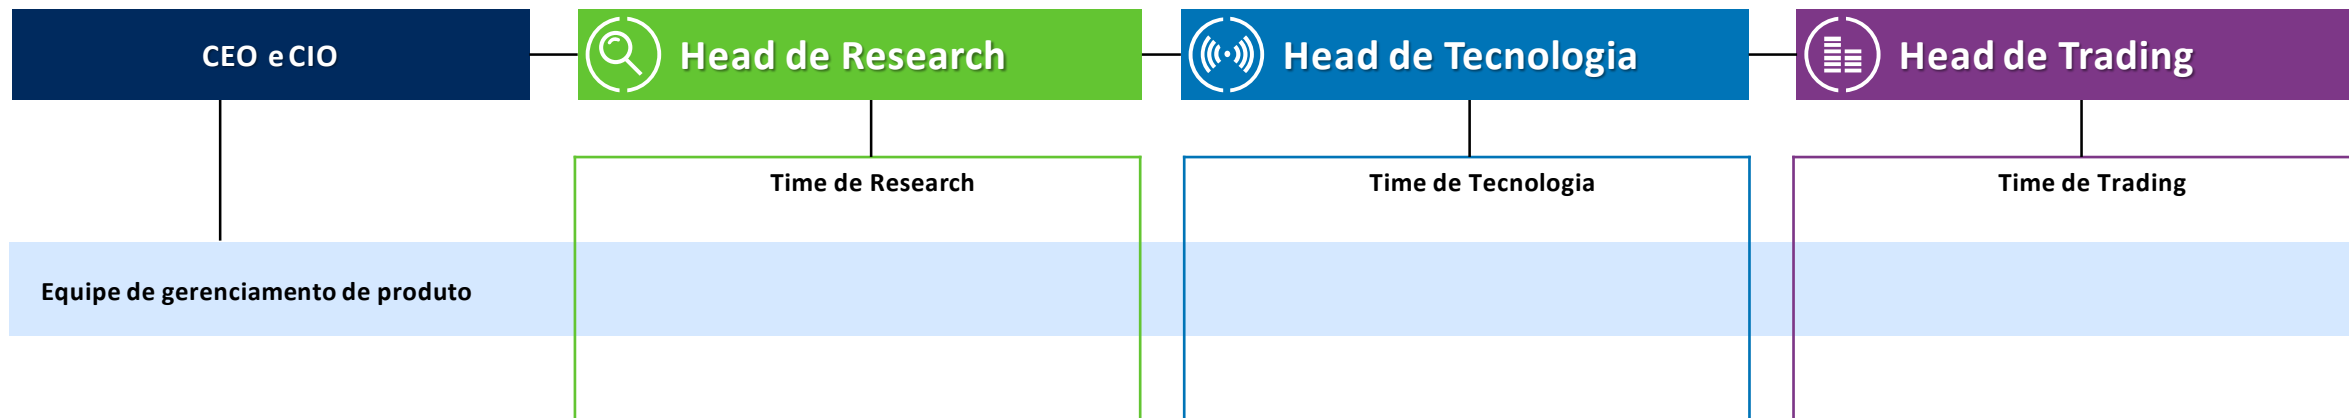 CEO e CIO
Head de Research
Head de Tecnologia
Head de Trading
Time de Research
Time de Tecnologia
Time de Trading
Equipe de gerenciamento de produto